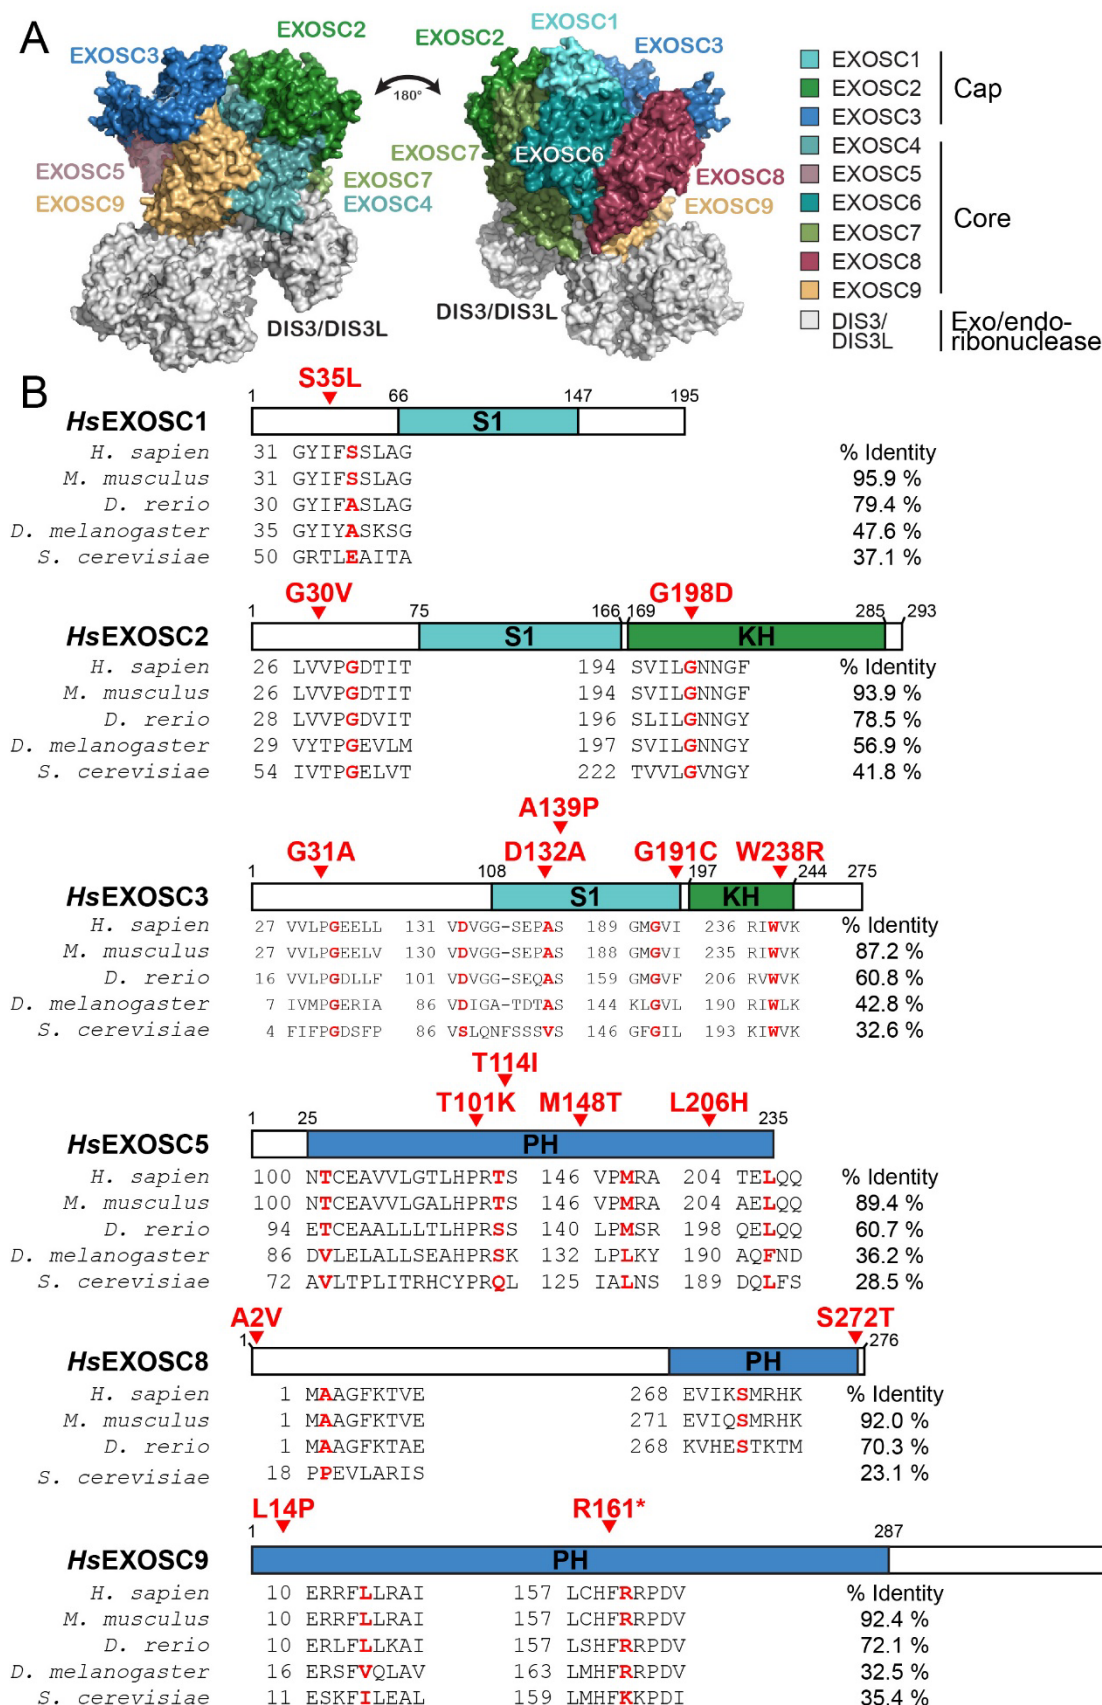 A
EXOSC3
EXOSC2
EXOSC5
EXOSC9
EXOSC7
EXOSC4
DIS3/DIS3L
180°
EXOSC2
EXOSC1
EXOSC3
EXOSC7
EXOSC6
EXOSC8
EXOSC9
DIS3/DIS3L
EXOSC1
EXOSC2
EXOSC3
Cap
EXOSC4
EXOSC5
EXOSC6
EXOSC7
EXOSC8
EXOSC9
Core
DIS3/
DIS3L
Exo/endo-
ribonuclease
B
S35L
1 66 147 195
HsEXOSC1 S1
H. sapien 31 GYIFSSLAG % Identity
M. musculus 31 GYIFSSLAG 95.9 %
D. rerio 30 GYIFASLAG 79.4 %
D. melanogaster 35 GYIYASKSG 47.6 %
S. cerevisiae 50 GRTLEAITA 37.1 %
G30V G198D
1 75 166 169 285 293
HsEXOSC2 S1 KH
H. sapien 26 LVVPGDTIT 194 SVILGNNGF % Identity
M. musculus 26 LVVPGDTIT 194 SVILGNNGF 93.9 %
D. rerio 28 LVVPGDVIT 196 SLILGNNGY 78.5 %
D. melanogaster 29 VYTPGEVLM 197 SVILGNNGY 56.9 %
S. cerevisiae 54 IVTPGELVT 222 TVVLGVNGY 41.8 %
A139P
G31A D132A G191C W238R
1 108 197 244 275
HsEXOSC3 S1 KH
H. sapien 27 VVLPGEELL 131 VDVGG-SEPAS 189 GMGVI 236 RIWVK % Identity
M. musculus 27 VVLPGEELV 130 VDVGG-SEPAS 188 GMGVI 235 RIWVK 87.2 %
D. rerio 16 VVLPGDLLF 101 VDVGG-SEQAS 159 GMGVF 206 RVWVK 60.8 %
D. melanogaster 7 IVMPGERIA 86 VDIGA-TDTAS 144 KLGVL 190 RIWLK 42.8 %
S. cerevisiae 4 FIFPGDSFP 86 VSLQNFSSSVS 146 GFGIL 193 KIWVK 32.6 %
T114I
T101K M148T L206H
1 25 235
HsEXOSC5 PH
H. sapien 100 NTCEAVVLGTLHPRTS 146 VPMRA 204 TELQQ % Identity
M. musculus 100 NTCEAVVLGALHPRTS 146 VPMRA 204 AELQQ 89.4 %
D. rerio 94 ETCEAALLLTLHPRSS 140 LPMSR 198 QELQQ 60.7 %
D. melanogaster 86 DVLELALLSEAHPRSK 132 LPLKY 190 AQFND 36.2 %
S. cerevisiae 72 AVLTPLITRHCYPRQL 125 IALNS 189 DQLFS 28.5 %
A2V S272T
1 276
HsEXOSC8 PH
H. sapien 1 MAAGFKTVE 268 EVIKSMRHK % Identity
M. musculus 1 MAAGFKTVE 271 EVIQSMRHK 92.0 %
D. rerio 1 MAAGFKTAE 268 KVHESTKTM 70.3 %
S. cerevisiae 18 PPEVLARIS 23.1 %
L14P R161*
1 287
HsEXOSC9 PH
H. sapien 10 ERRFLLRAI 157 LCHFRRPDV % Identity
M. musculus 10 ERRFLLRAI 157 LCHFRRPDV 92.4 %
D. rerio 10 ERLFLLKAI 157 LSHFRRPDV 72.1 %
D. melanogaster 16 ERSFVQLAV 163 LMHFRRPDV 32.5 %
S. cerevisiae 11 ESKFILEAL 159 LMHFKKPDI 35.4 %